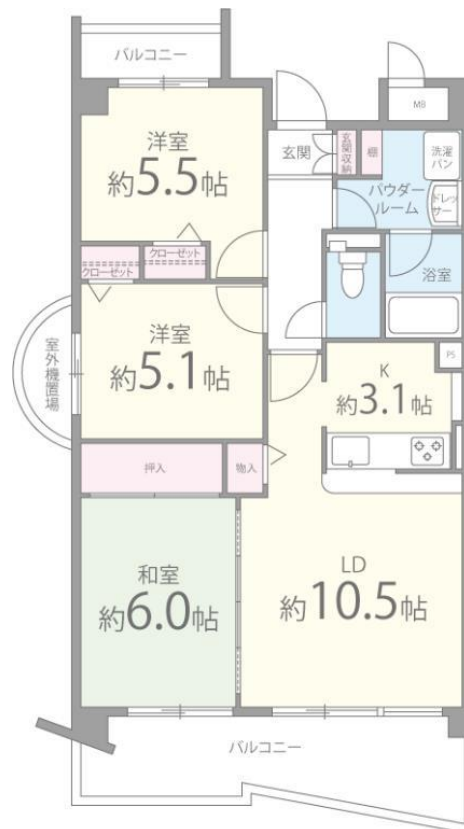 バルコニー
MB
洋室
約5.5帖
玄関
玄関収納
棚
洗濯
パン
パウダー
ルーム
ドレッ
サー
クローゼット
クローゼット
浴室
洋室
約5.1帖
室外機置場
K
約3.1帖
PS
押入
物入
和室
約6.0帖
LD
約10.5帖
バルコニー